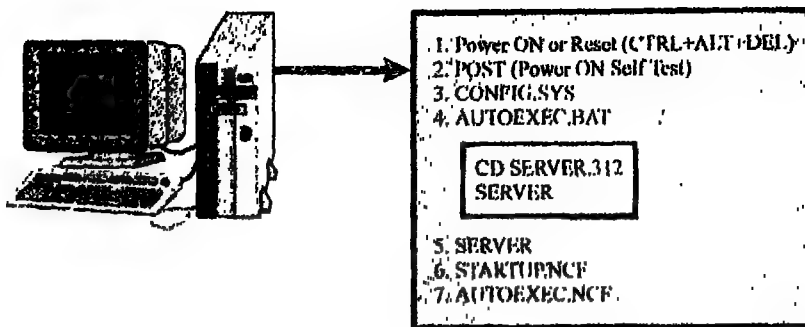 1. Power ON or Reset (CTRL+ALT+DEL)
2. POST (Power ON Self Test)
3. CONFIG.SYS
4. AUTOEXEC.BAT
CD SERVER.312
SERVER
5. SERVER
6. STARTUP.NCF
7. AUTOEXEC.NCF